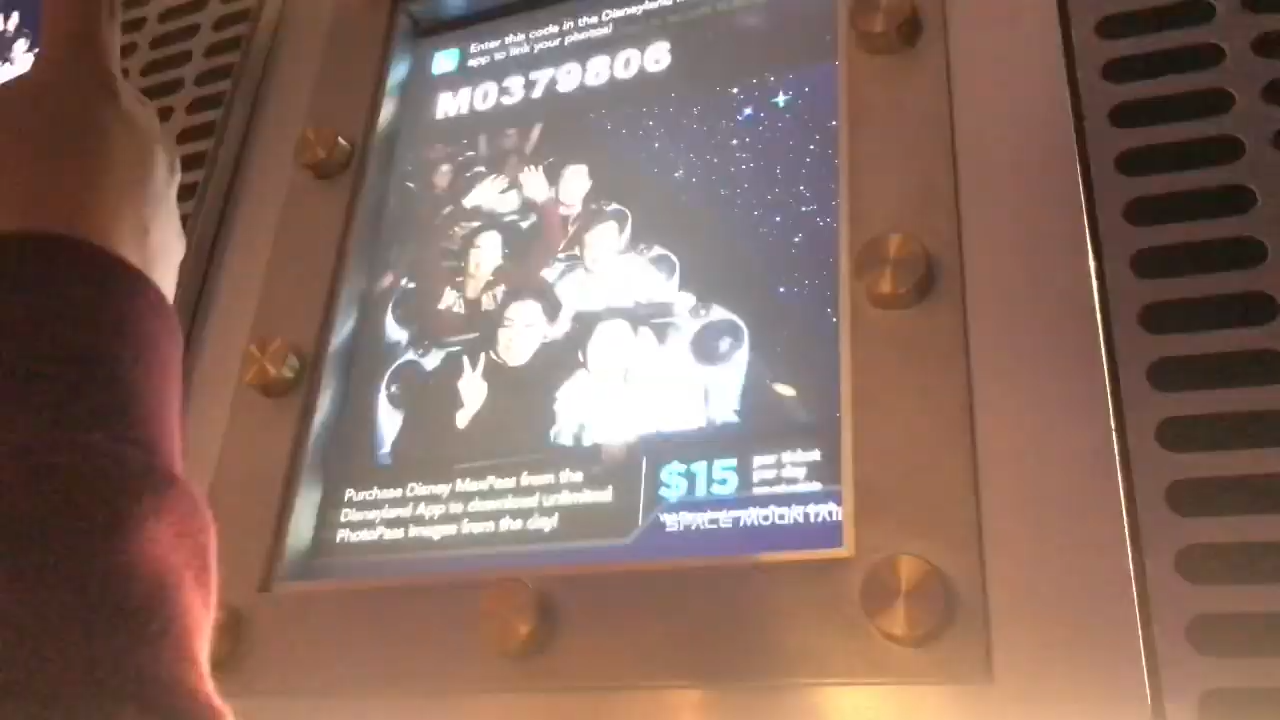 Enter this code in the Disneyland
app to link your photos!
M0379806
Purchase Disney MaxPass from the
Disneyland App to download unlimited
PhotoPass images from the day!
$15
per ticket
per day
SPACE MOUNTAIN